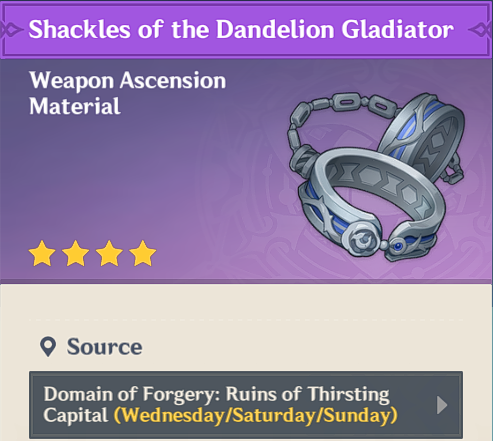 Shackles of the Dandelion Gladiator
Weapon Ascension
Material
Source
Domain of Forgery: Ruins of Thirsting
Capital (Wednesday/Saturday/Sunday)